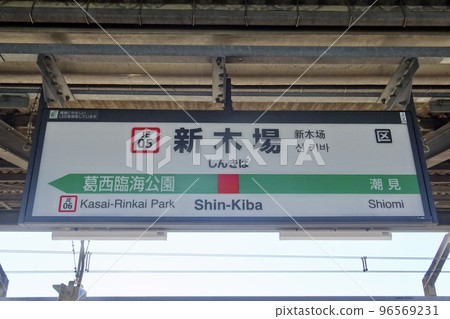 JE
05
新木場
しんきば
新木场
신키바
区
葛西臨海公園
潮見
JE
06
Kasai-Rinkai Park
Shin-Kiba
Shiomi
96569231